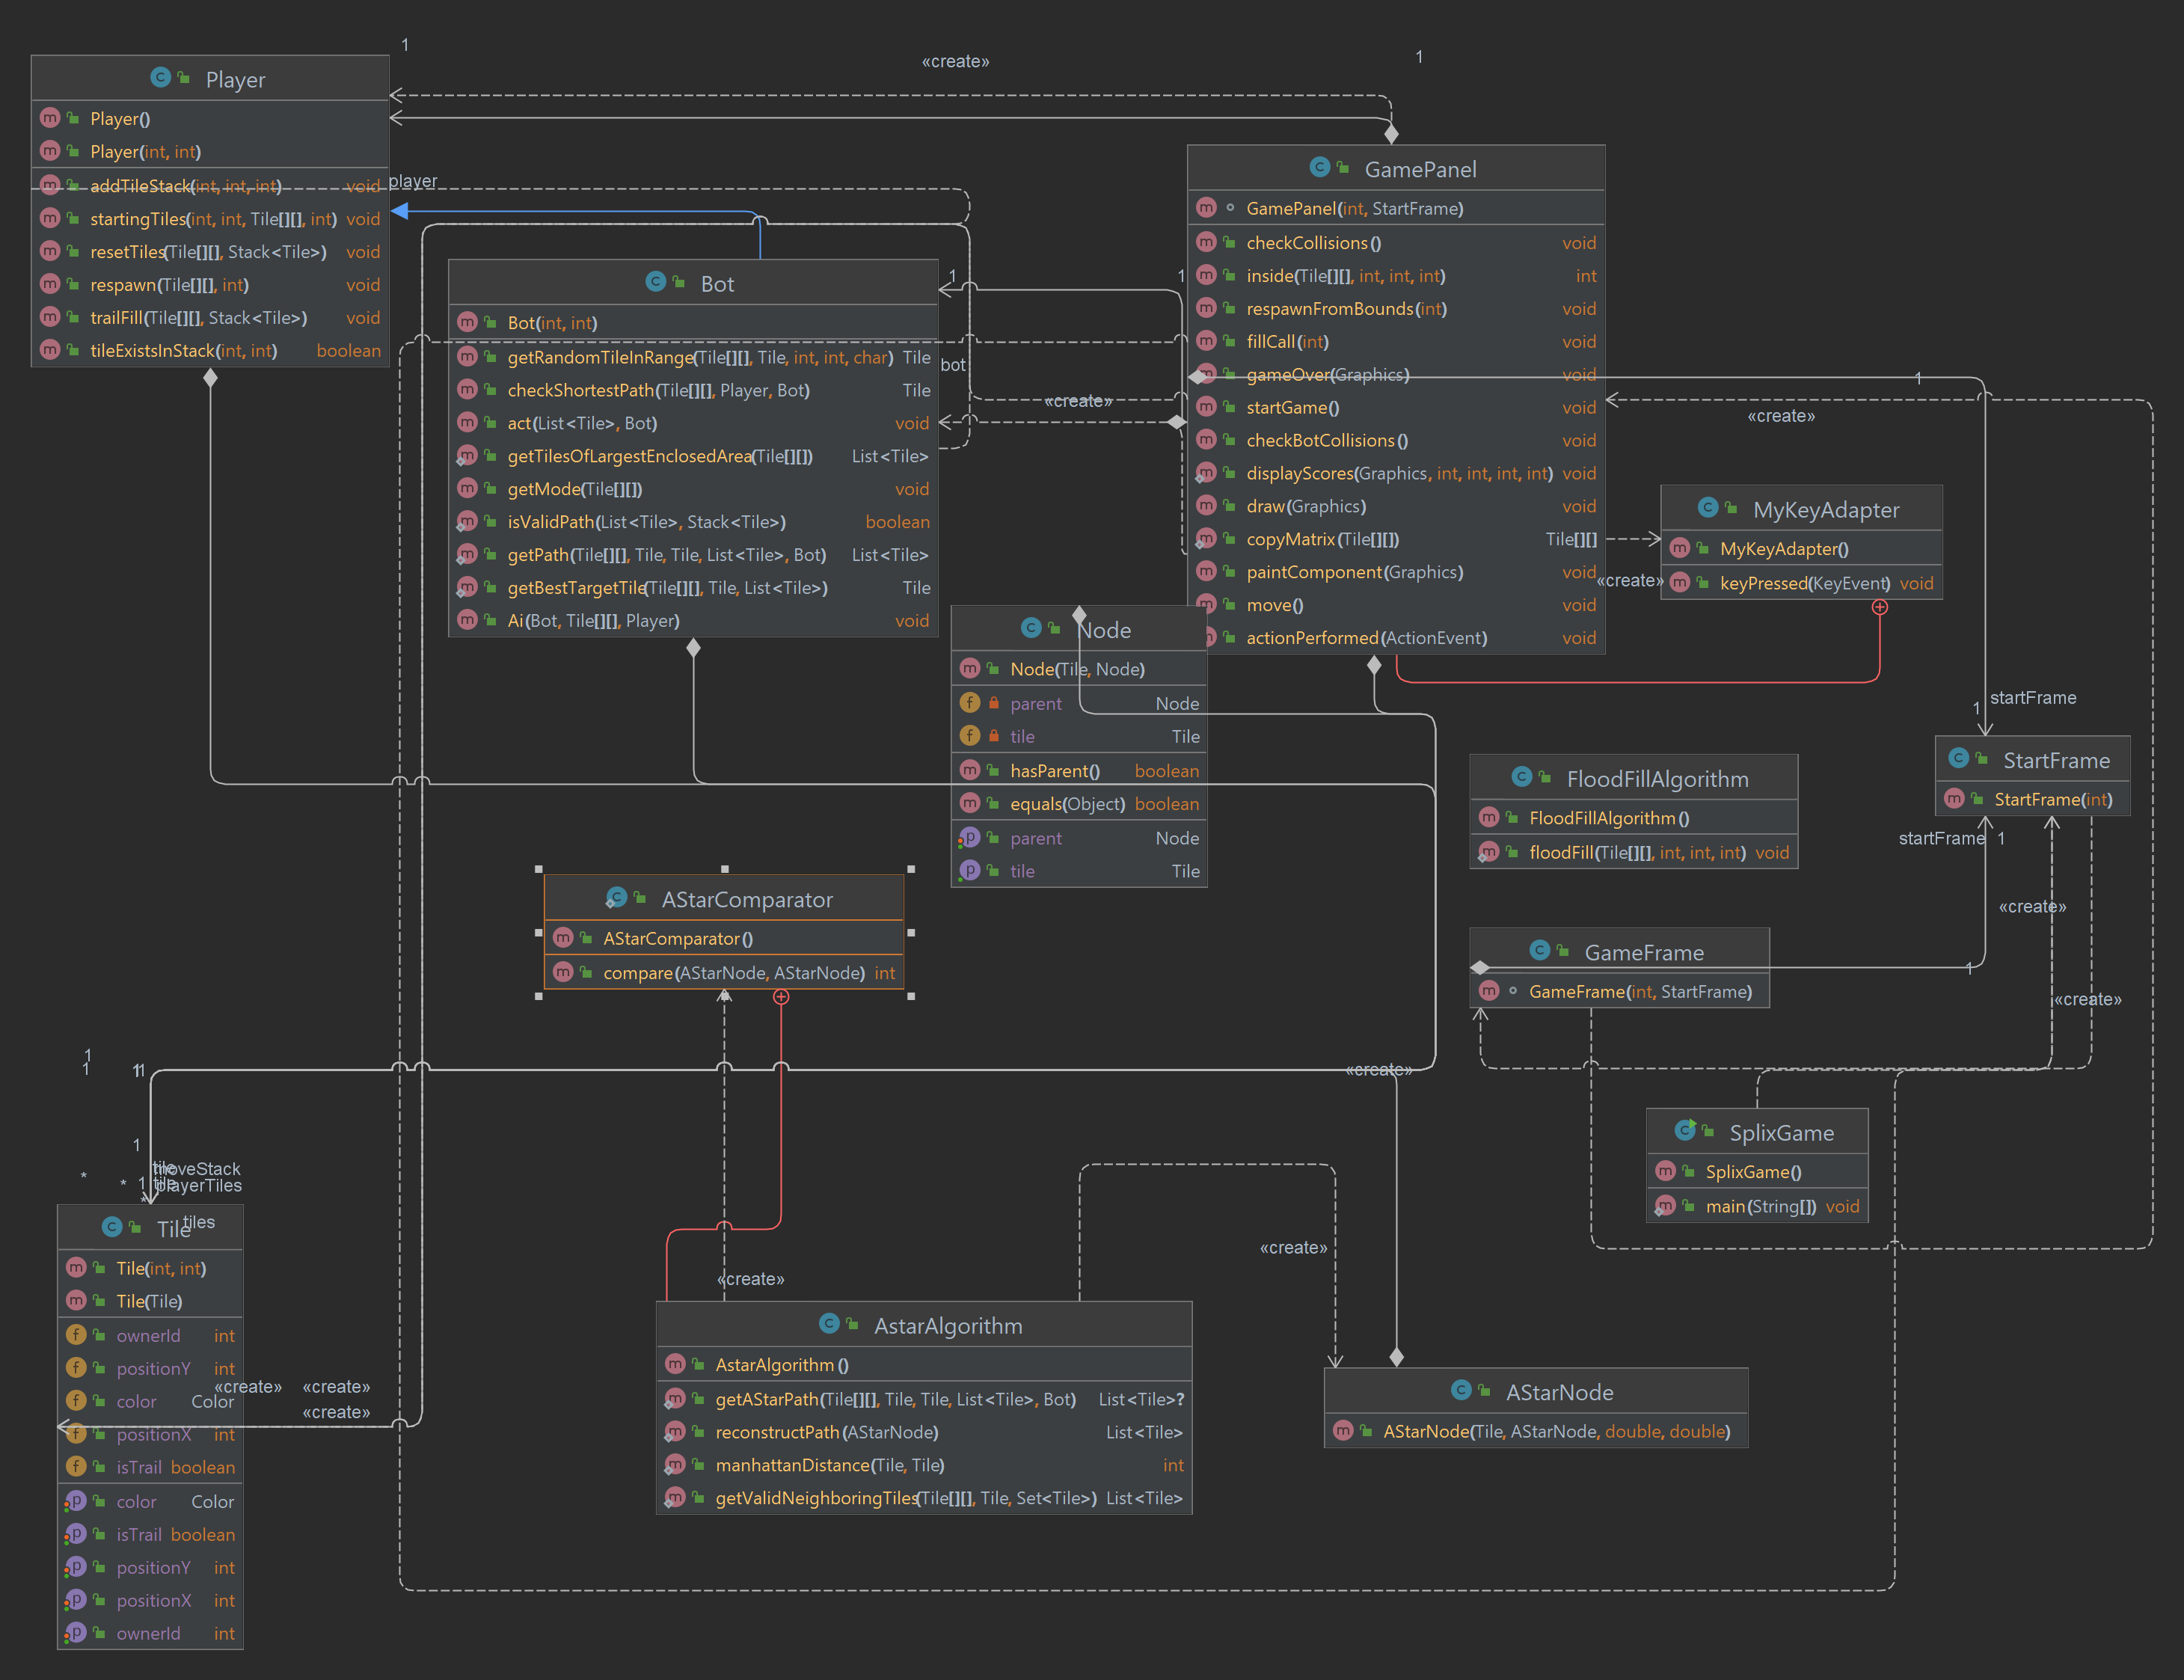 Player
Player()
Player(int, int)
addTileStack(int, int, int) void
startingTiles(int, int, Tile[][], int) void
resetTiles(Tile[][], Stack<Tile>) void
respawn(Tile[][], int) void
trailFill(Tile[][], Stack<Tile>) void
tileExistsInStack(int, int) boolean
1
«create»
1
player
Bot
Bot(int, int)
getRandomTileInRange(Tile[][], Tile, int, int, char) Tile
checkShortestPath(Tile[][], Player, Bot) Tile
act(List<Tile>, Bot) void
getTilesOfLargestEnclosedArea(Tile[][]) List<Tile>
getMode(Tile[][]) void
isValidPath(List<Tile>, Stack<Tile>) boolean
getPath(Tile[][], Tile, Tile, List<Tile>, Bot) List<Tile>
getBestTargetTile(Tile[][], Tile, List<Tile>) Tile
Ai(Bot, Tile[][], Player) void
1
1
bot
«create»
GamePanel
GamePanel(int, StartFrame)
checkCollisions() void
inside(Tile[][], int, int, int) int
respawnFromBounds(int) void
fillCall(int) void
gameOver(Graphics) void
startGame() void
checkBotCollisions() void
displayScores(Graphics, int, int, int, int) void
draw(Graphics) void
copyMatrix(Tile[][]) Tile[][]
paintComponent(Graphics) void
move() void
actionPerformed(ActionEvent) void
1
«create»
MyKeyAdapter
MyKeyAdapter()
keyPressed(KeyEvent) void
«create»
Node
Node(Tile, Node)
parent Node
tile Tile
hasParent() boolean
equals(Object) boolean
parent Node
tile Tile
startFrame
1
StartFrame
StartFrame(int)
startFrame 1
FloodFillAlgorithm
FloodFillAlgorithm()
floodFill(Tile[][], int, int, int) void
«create»
GameFrame
GameFrame(int, StartFrame)
1
«create»
AStarComparator
AStarComparator()
compare(AStarNode, AStarNode) int
1
1
11
«create»
1
tile
moveStack
*
*
1
tile
playerTiles
*
tiles
SplixGame
SplixGame()
main(String[]) void
Tile
Tile(int, int)
Tile(Tile)
ownerId int
positionY int
color Color
positionX int
isTrail boolean
color Color
isTrail boolean
positionY int
positionX int
ownerId int
«create»
«create»
«create»
«create»
«create»
AstarAlgorithm
AstarAlgorithm()
getAStarPath(Tile[][], Tile, Tile, List<Tile>, Bot) List<Tile>?
reconstructPath(AStarNode) List<Tile>
manhattanDistance(Tile, Tile) int
getValidNeighboringTiles(Tile[][], Tile, Set<Tile>) List<Tile>
AStarNode
AStarNode(Tile, AStarNode, double, double)